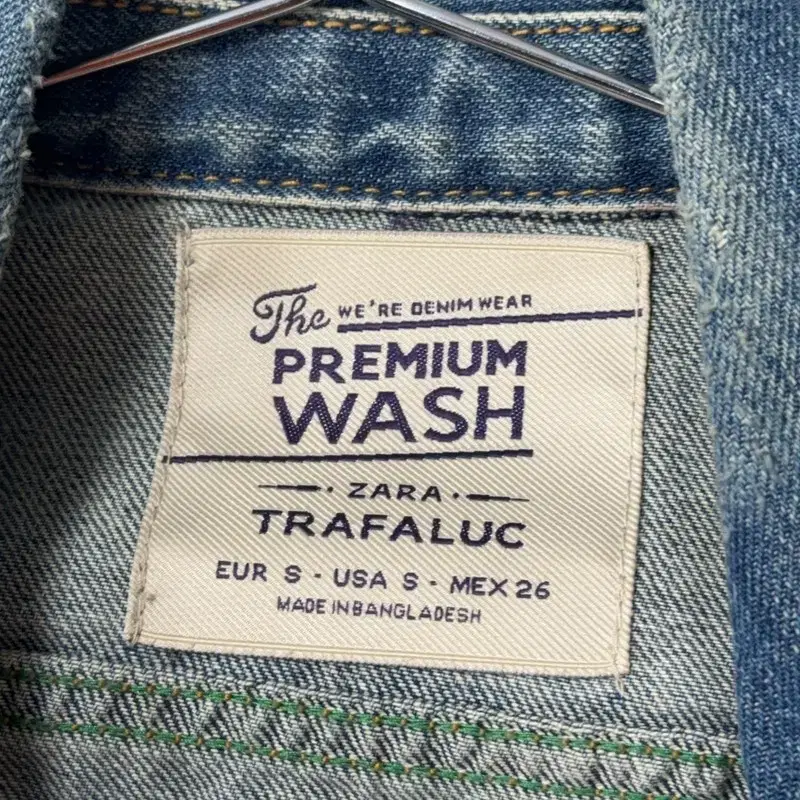 The WE'RE DENIM WEAR
PREMIUM
WASH
· ZARA ·
TRAFALUC
EUR S - USA S - MEX 26
MADE IN BANGLADESH